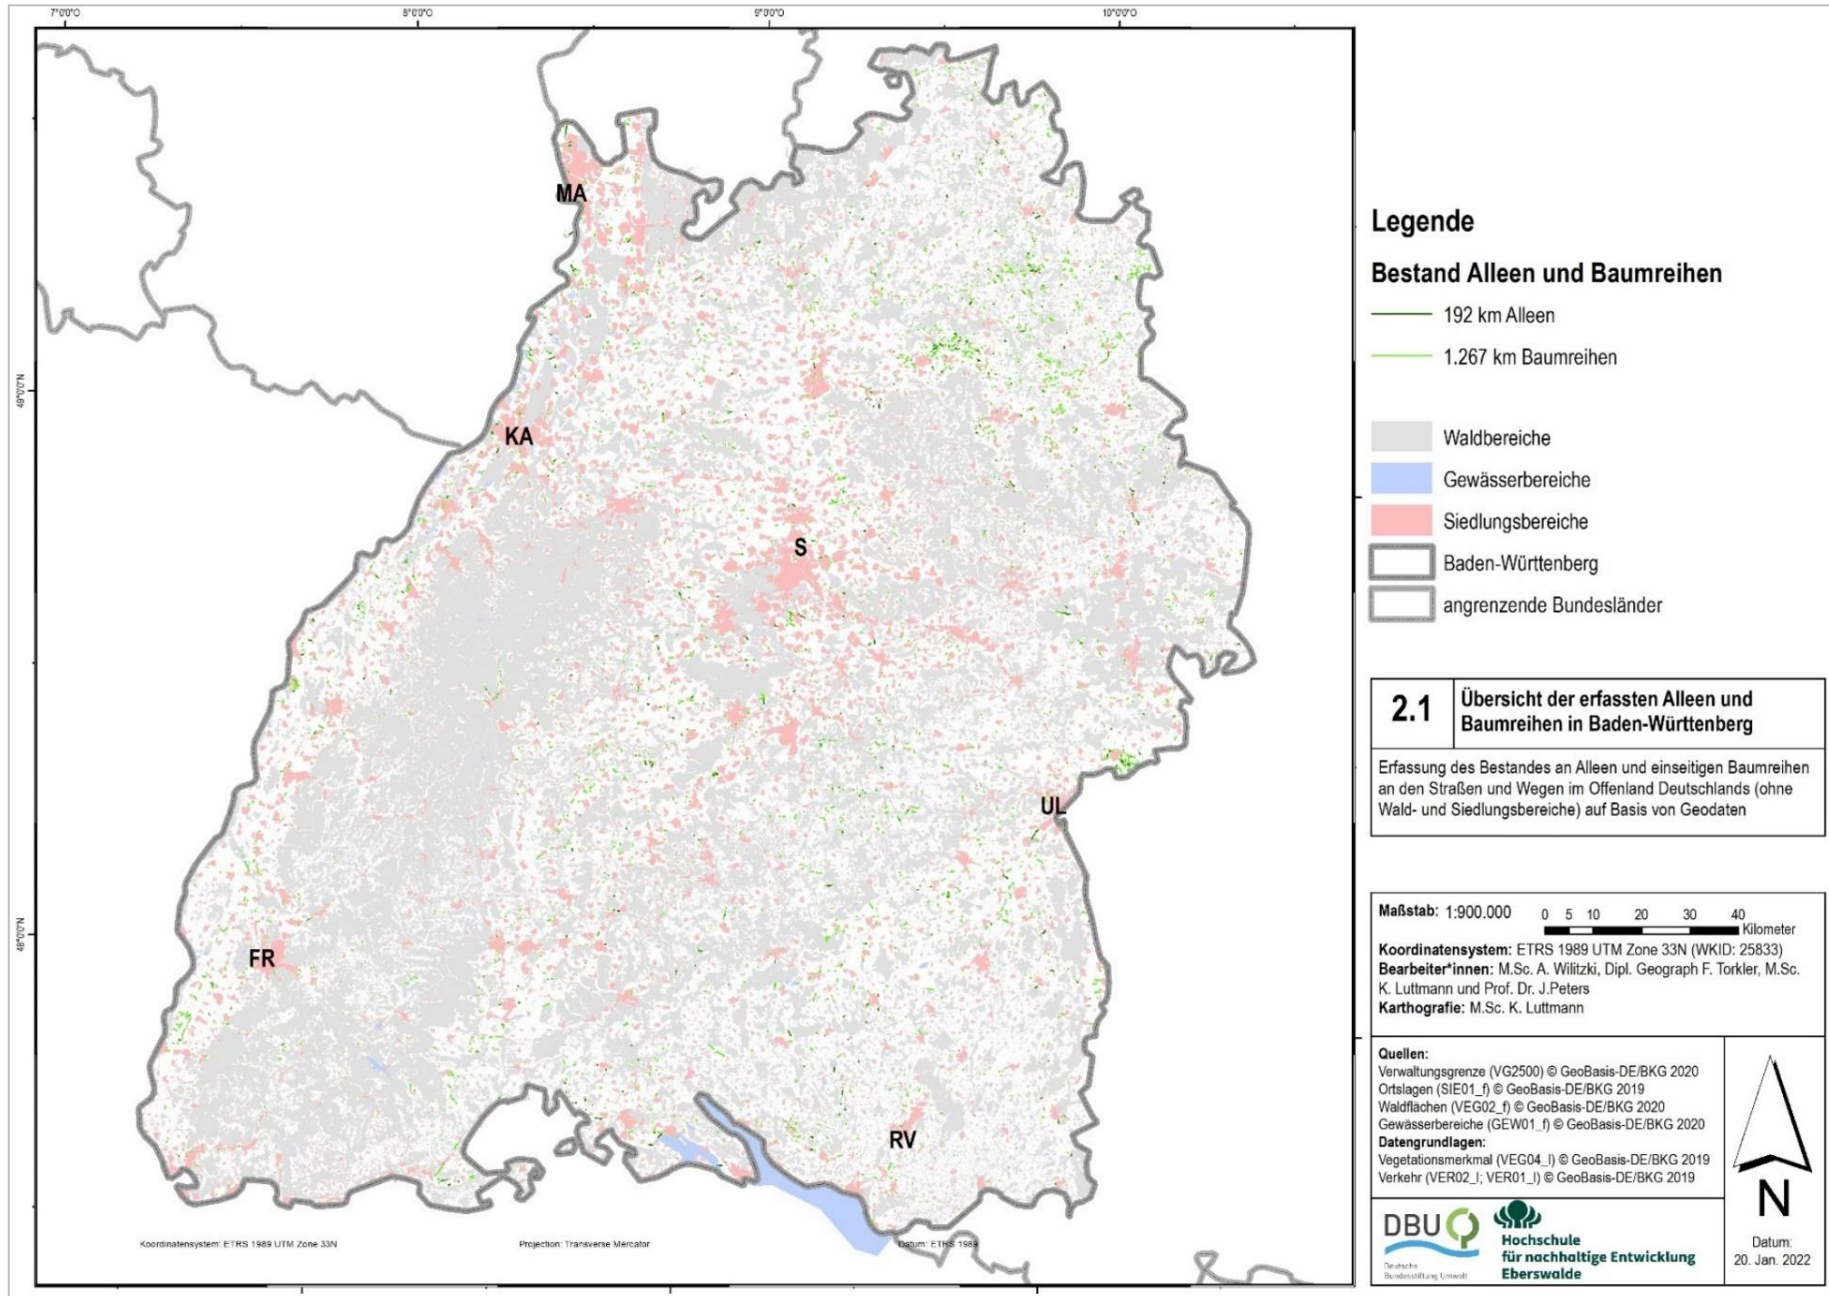 7°0'0"O
8°0'0"O
9°0'0"O
10°0'0"O
49°0'0"N
48°0'0"N
MA
KA
S
UL
FR
RV
Koordinatensystem: ETRS 1989 UTM Zone 33N
Projection: Transverse Mercator
Datum: ETRS 1989
Legende
Bestand Alleen und Baumreihen
192 km Alleen
1.267 km Baumreihen
Waldbereiche
Gewässerbereiche
Siedlungsbereiche
Baden-Württenberg
angrenzende Bundesländer
2.1
Übersicht der erfassten Alleen und
Baumreihen in Baden-Württenberg
Erfassung des Bestandes an Alleen und einseitigen Baumreihen
an den Straßen und Wegen im Offenland Deutschlands (ohne
Wald- und Siedlungsbereiche) auf Basis von Geodaten
Maßstab: 1:900.000
0 5 10 20 30 40
Kilometer
Koordinatensystem: ETRS 1989 UTM Zone 33N (WKID: 25833)
Bearbeiter*innen: M.Sc. A. Wilitzki, Dipl. Geograph F. Torkler, M.Sc.
K. Luttmann und Prof. Dr. J.Peters
Karthografie: M.Sc. K. Luttmann
Quellen:
Verwaltungsgrenze (VG2500) © GeoBasis-DE/BKG 2020
Ortslagen (SIE01_f) © GeoBasis-DE/BKG 2019
Waldflächen (VEG02_f) © GeoBasis-DE/BKG 2020
Gewässerbereiche (GEW01_f) © GeoBasis-DE/BKG 2020
Datengrundlagen:
Vegetationsmerkmal (VEG04_l) © GeoBasis-DE/BKG 2019
Verkehr (VER02_l; VER01_l) © GeoBasis-DE/BKG 2019
N
Datum:
20. Jan. 2022
DBU
Deutsche
Bundesstiftung Umwelt
Hochschule
für nachhaltige Entwicklung
Eberswalde